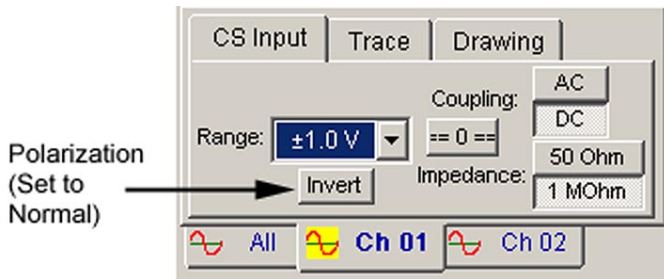 CS Input Trace Drawing
Coupling:
AC
DC
Range: ±1.0 V == 0 ==
Polarization
(Set to
Normal)
Invert
Impedance:
50 Ohm
1 MOhm
All Ch 01 Ch 02